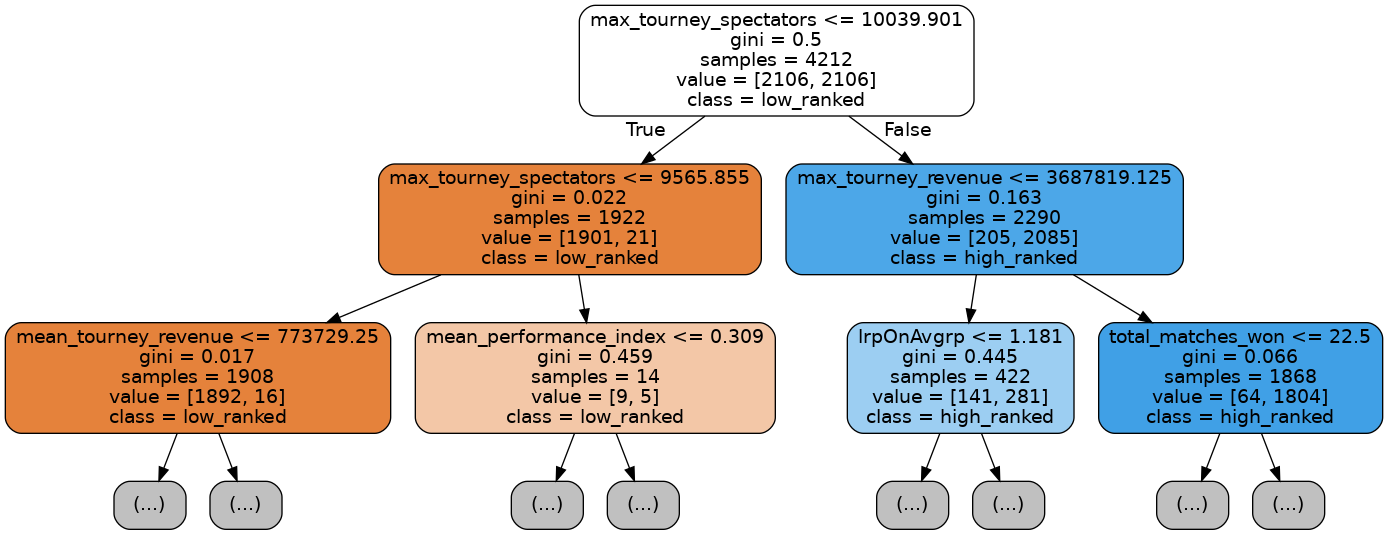 max_tourney_spectators <= 10039.901
gini = 0.5
samples = 4212
value = [2106, 2106]
class = low_ranked
True
False
max_tourney_spectators <= 9565.855
gini = 0.022
samples = 1922
value = [1901, 21]
class = low_ranked
max_tourney_revenue <= 3687819.125
gini = 0.163
samples = 2290
value = [205, 2085]
class = high_ranked
mean_tourney_revenue <= 773729.25
gini = 0.017
samples = 1908
value = [1892, 16]
class = low_ranked
mean_performance_index <= 0.309
gini = 0.459
samples = 14
value = [9, 5]
class = low_ranked
lrpOnAvgrp <= 1.181
gini = 0.445
samples = 422
value = [141, 281]
class = high_ranked
total_matches_won <= 22.5
gini = 0.066
samples = 1868
value = [64, 1804]
class = high_ranked
(...)
(...)
(...)
(...)
(...)
(...)
(...)
(...)